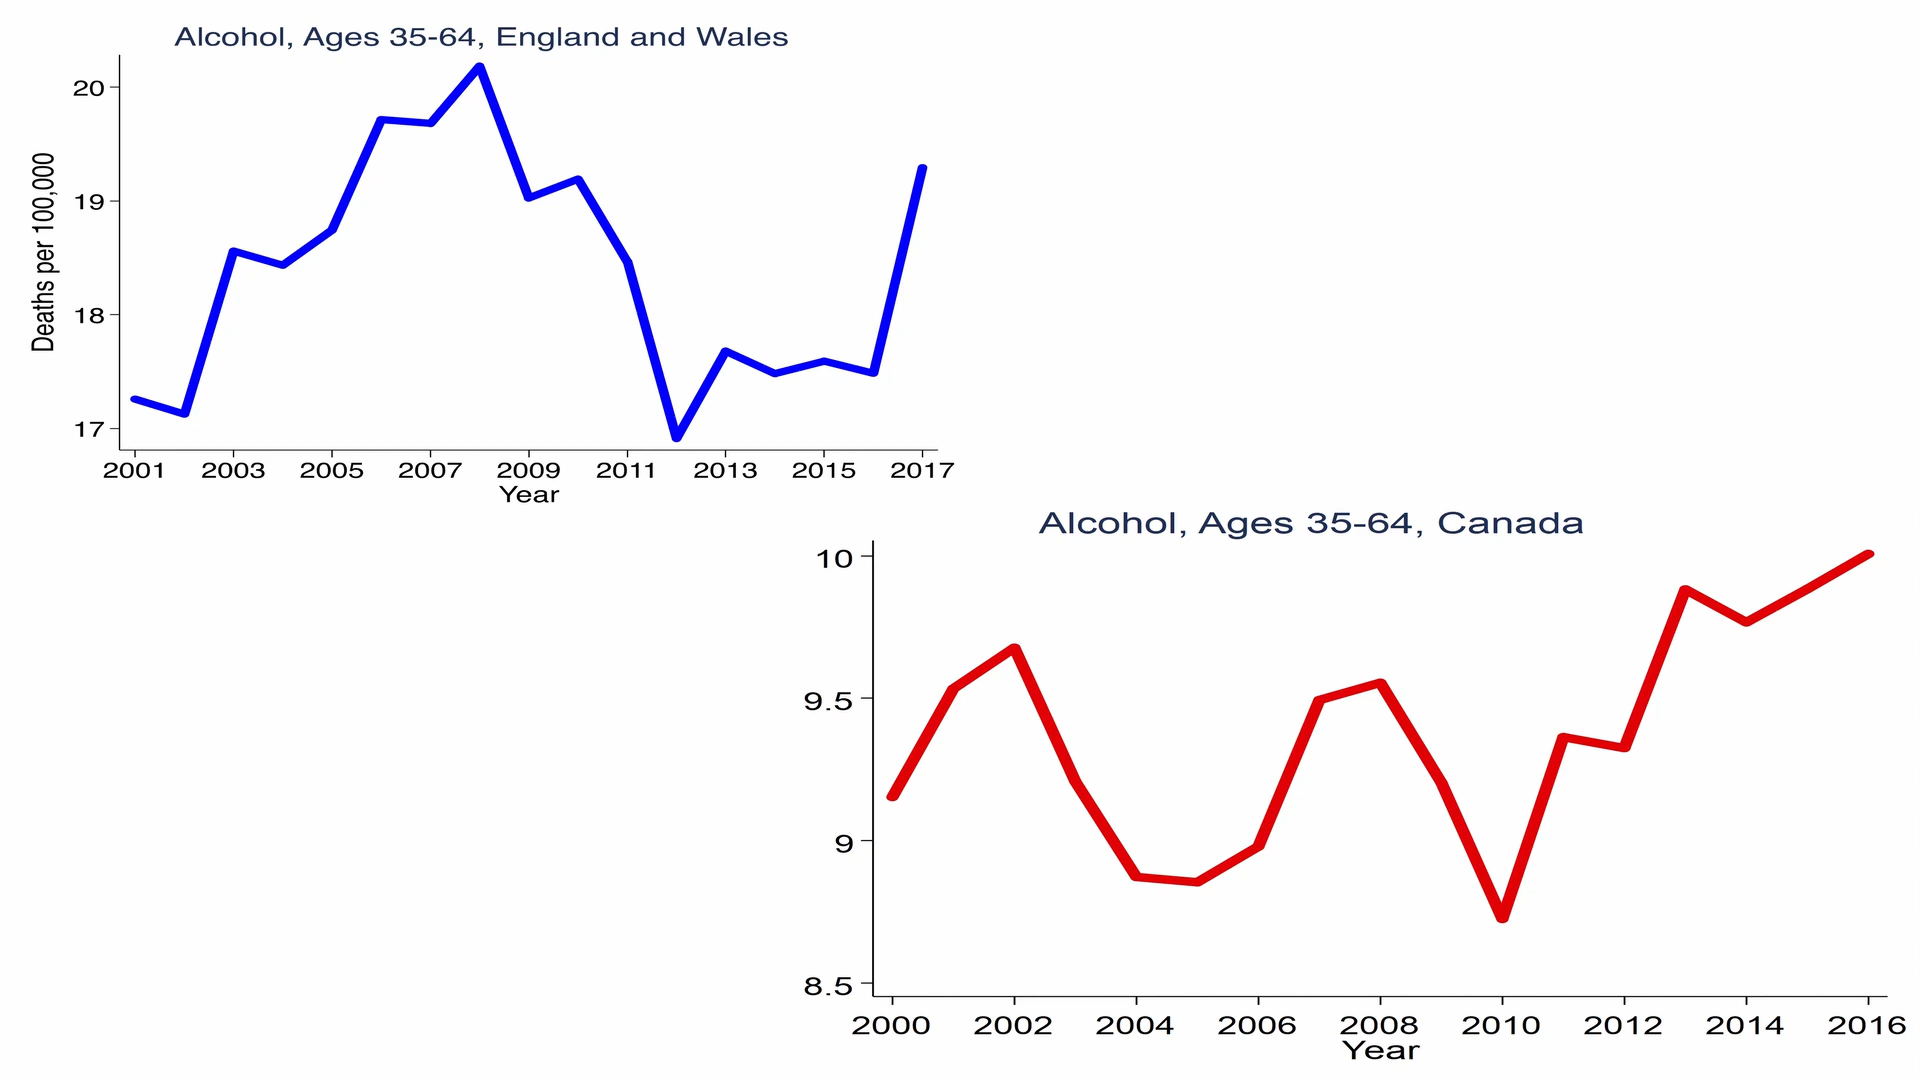 Alcohol, Ages 35-64, England and Wales
Deaths per 100,000
20
19
18
17
2001 2003 2005 2007 2009 2011 2013 2015 2017
Year
Alcohol, Ages 35-64, Canada
10
9.5
9
8.5
2000 2002 2004 2006 2008 2010 2012 2014 2016
Year